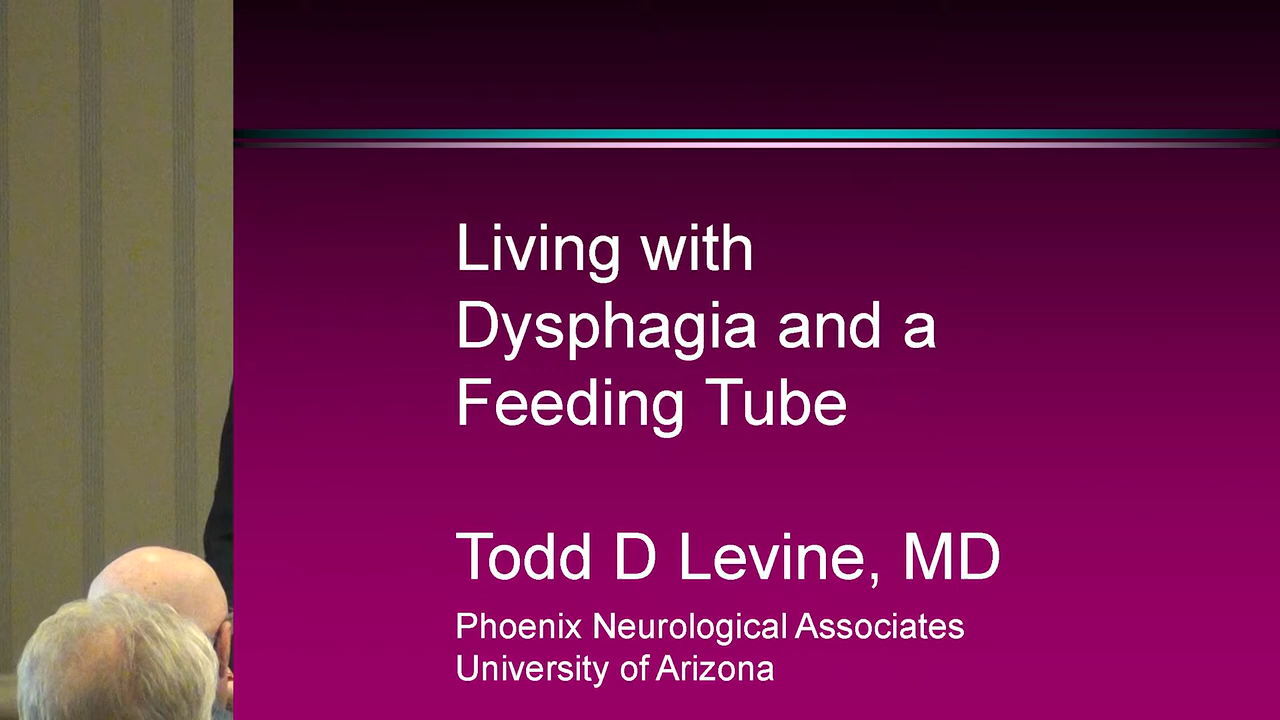 Living with
Dysphagia and a
Feeding Tube
Todd D Levine, MD
Phoenix Neurological Associates
University of Arizona